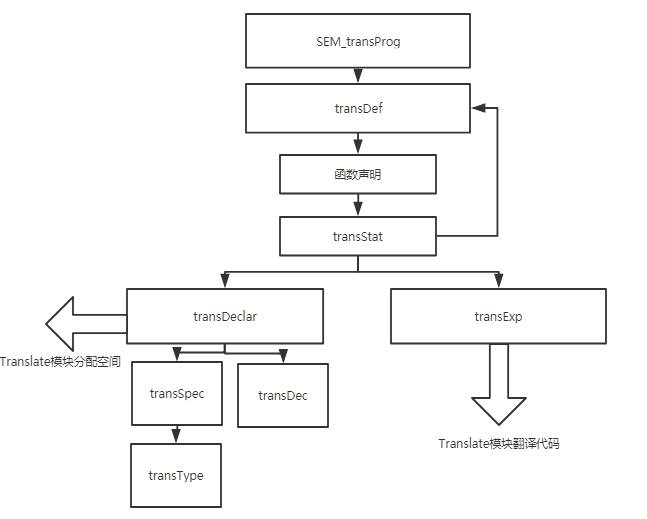 SEM_transProg
transDef
函数声明
transStat
transDeclar
transExp
Translate模块分配空间
transSpec
transDec
Translate模块翻译代码
transType